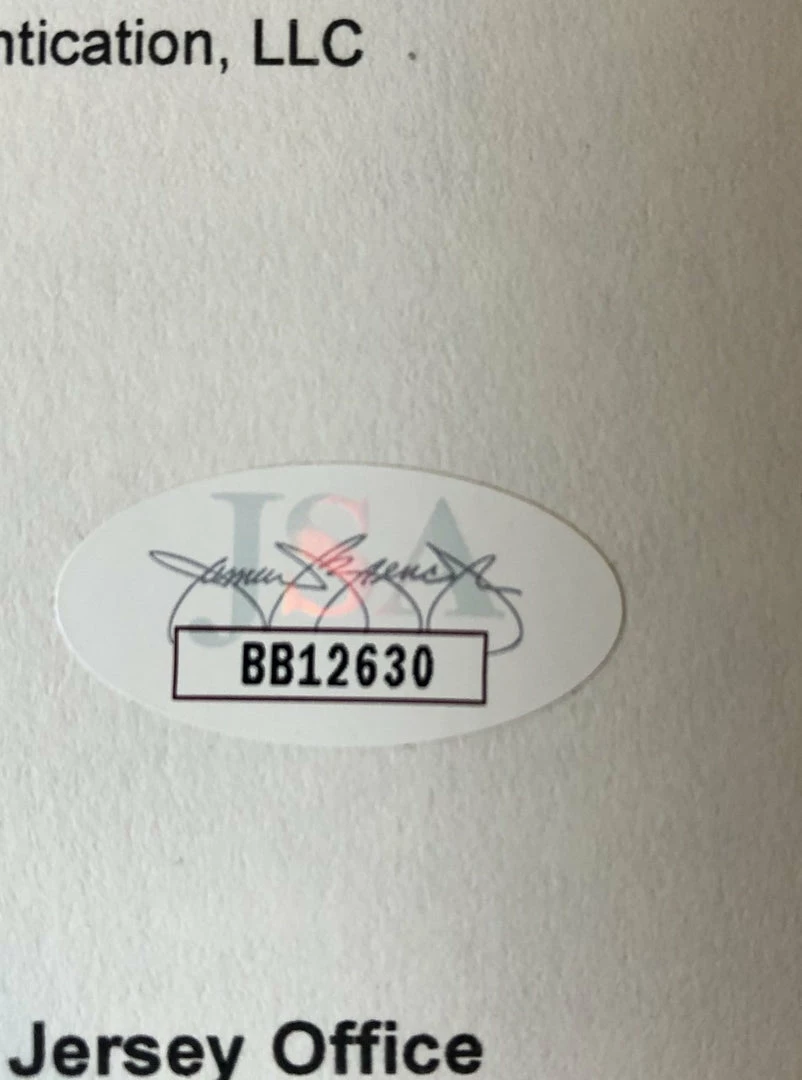 ntication, LLC
JSA
BB12630
Jersey Office